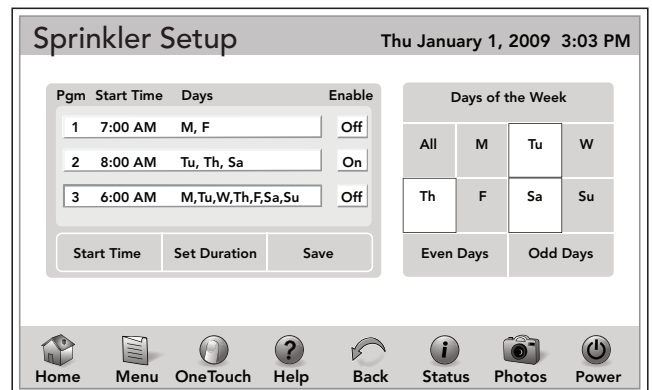 Sprinkler Setup
Thu January 1, 2009 3:03 PM
Pgm Start Time Days Enable
1 7:00 AM M, F Off
2 8:00 AM Tu, Th, Sa On
3 6:00 AM M,Tu,W,Th,F,Sa,Su Off
Start Time Set Duration Save
Days of the Week
All M Tu W
Th F Sa Su
Even Days Odd Days
Home Menu OneTouch Help Back Status Photos Power